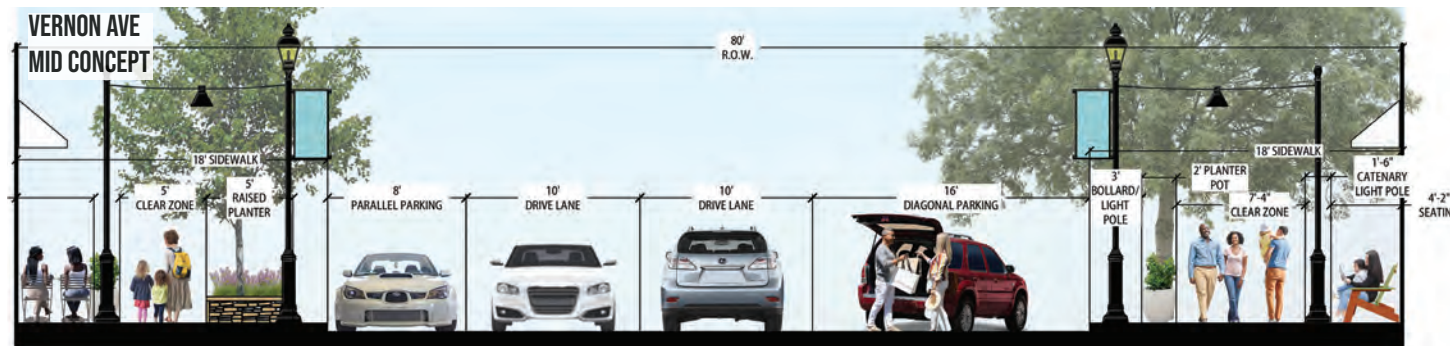 VERNON AVE
MID CONCEPT
80'
R.O.W.
18' SIDEWALK
18' SIDEWALK
5'
CLEAR ZONE
5'
RAISED
PLANTER
8'
PARALLEL PARKING
10'
DRIVE LANE
10'
DRIVE LANE
16'
DIAGONAL PARKING
3'
BOLLARD/
LIGHT
POLE
2' PLANTER
POT
7'-4"
CLEAR ZONE
1'-6"
CATENARY
LIGHT POLE
4'-2"
SEATIN